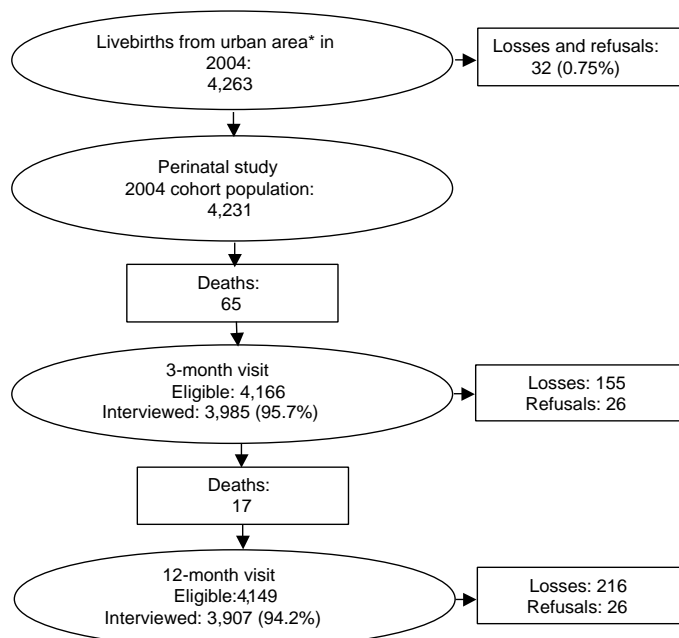 Livebirths from urban area* in
2004:
4,263
Losses and refusals:
32 (0.75%)
Perinatal study
2004 cohort population:
4,231
Deaths:
65
3-month visit
Eligible: 4,166
Interviewed: 3,985 (95.7%)
Losses: 155
Refusals: 26
Deaths:
17
12-month visit
Eligible:4,149
Interviewed: 3,907 (94.2%)
Losses: 216
Refusals: 26